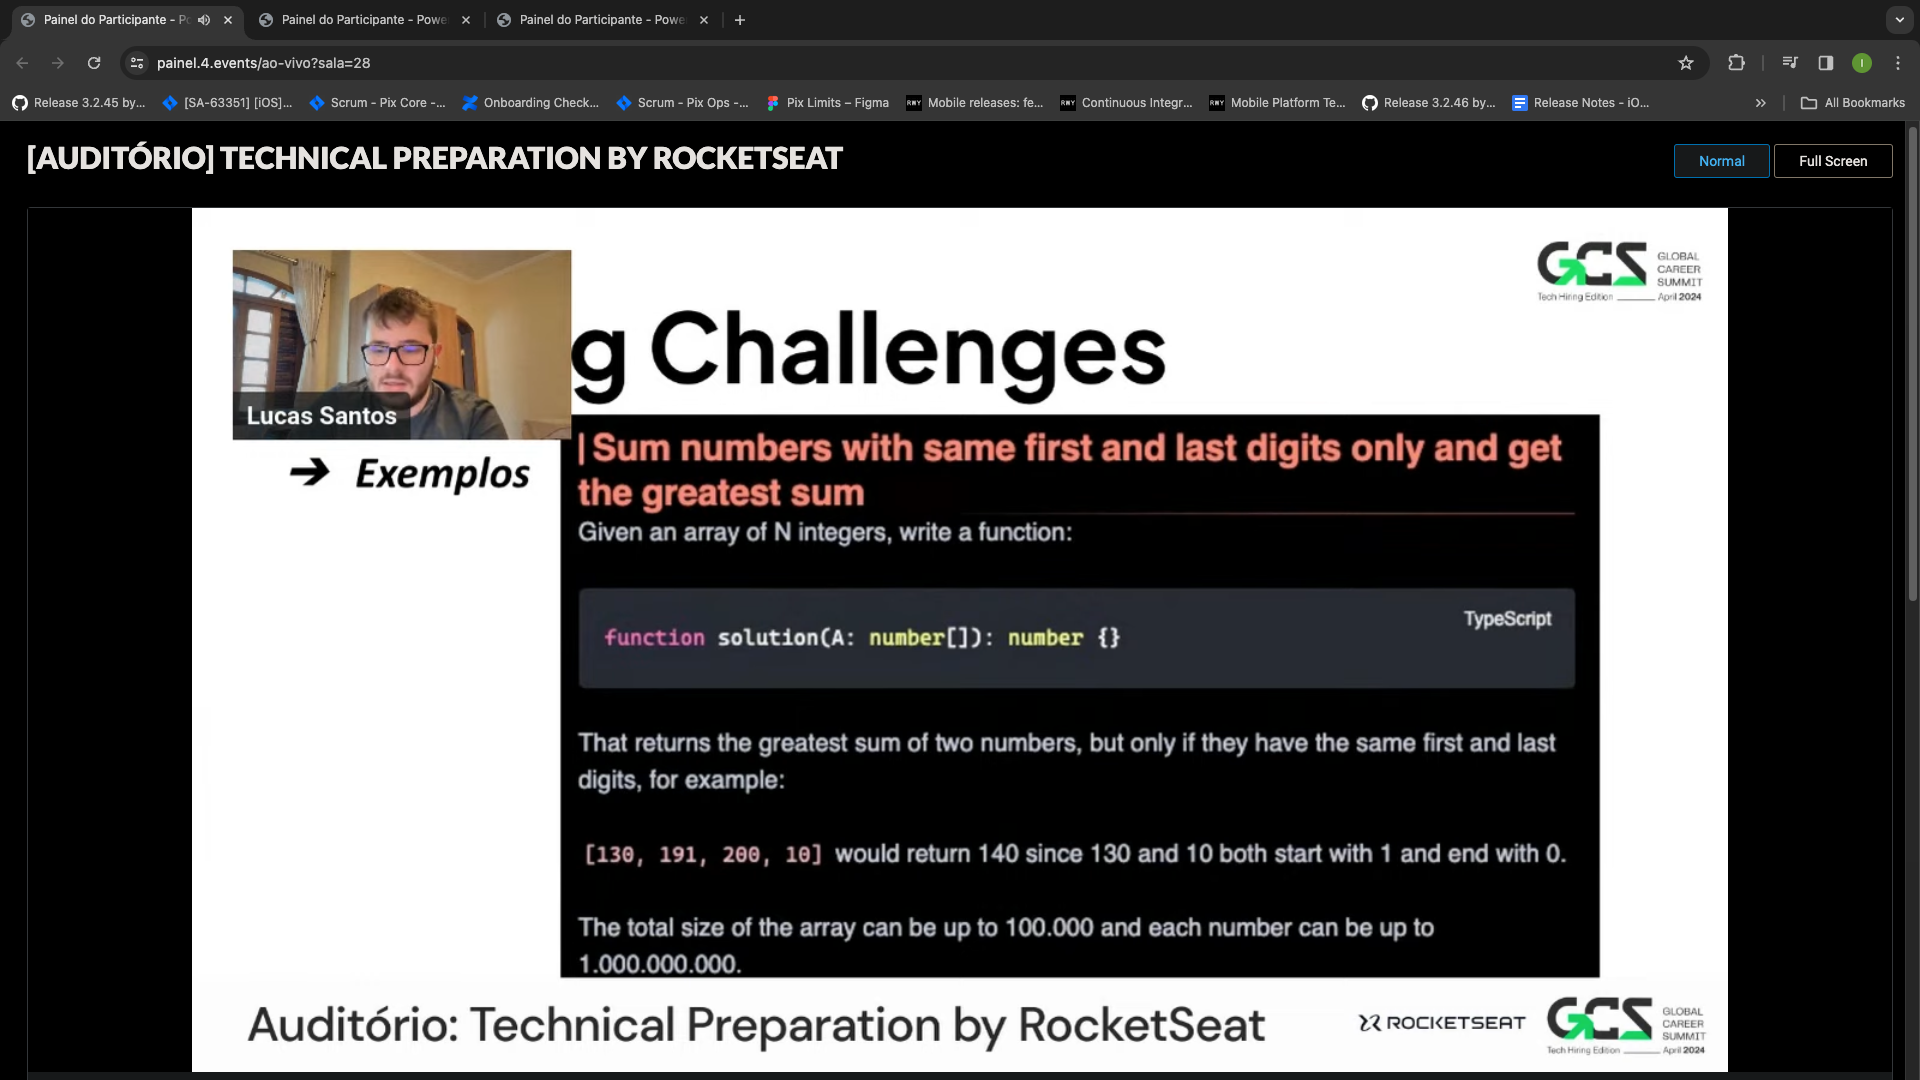 Painel do Participante - Po
Painel do Participante - Powe
Painel do Participante - Powe
painel.4.events/ao-vivo?sala=28
I
Release 3.2.45 by...
[SA-63351] [iOS]...
Scrum - Pix Core -...
Onboarding Check...
Scrum - Pix Ops -...
Pix Limits – Figma
Mobile releases: fe...
Continuous Integr...
Mobile Platform Te...
Release 3.2.46 by...
Release Notes - iO...
All Bookmarks
[AUDITÓRIO] TECHNICAL PREPARATION BY ROCKETSEAT
Normal
Full Screen
GCS
GLOBAL
CAREER
SUMMIT
Tech Hiring Edition
April 2024
g Challenges
Lucas Santos
➔ Exemplos
| Sum numbers with same first and last digits only and get
the greatest sum
Given an array of N integers, write a function:
TypeScript
function solution(A: number[]): number {}
That returns the greatest sum of two numbers, but only if they have the same first and last
digits, for example:
[130, 191, 200, 10] would return 140 since 130 and 10 both start with 1 and end with 0.
The total size of the array can be up to 100.000 and each number can be up to
1.000.000.000.
Auditório: Technical Preparation by RocketSeat
ROCKETSEAT
GCS
GLOBAL
CAREER
SUMMIT
Tech Hiring Edition
April 2024